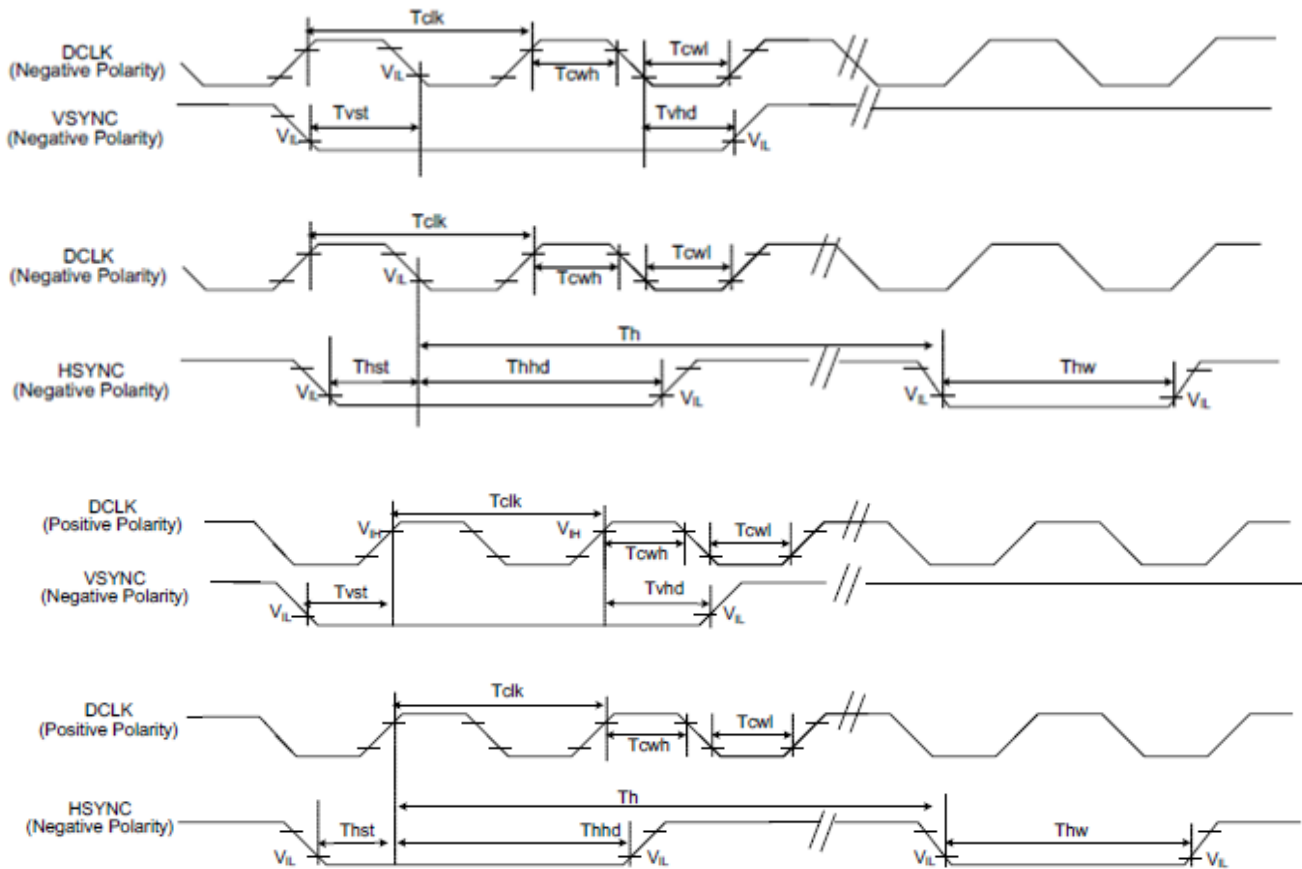 Tclk
DCLK
(Negative Polarity)
VIL
Tcwh
Tcwl
VSYNC
(Negative Polarity)
VIL
Tvst
Tvhd
VIL
Tclk
DCLK
(Negative Polarity)
VIL
Tcwh
Tcwl
Th
HSYNC
(Negative Polarity)
VIL
Thst
Thhd
VIL
VIL
Thw
VIL
DCLK
(Positive Polarity)
VIH
Tclk
VIH
Tcwh
Tcwl
VSYNC
(Negative Polarity)
VIL
Tvst
Tvhd
VIL
Tclk
DCLK
(Positive Polarity)
Tcwh
Tcwl
Th
HSYNC
(Negative Polarity)
VIL
Thst
Thhd
VIL
VIL
Thw
VIL